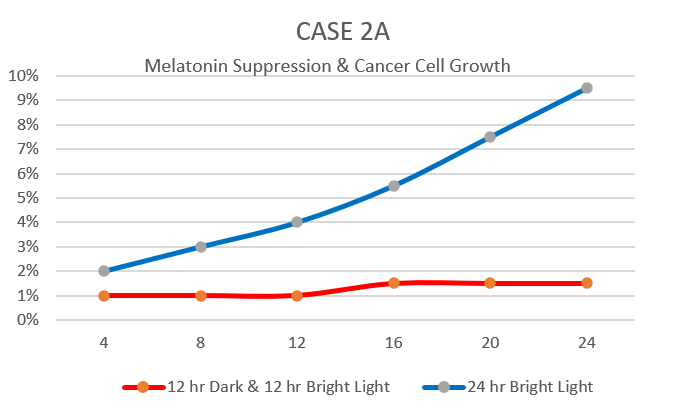 CASE 2A
Melatonin Suppression & Cancer Cell Growth
10%
9%
8%
7%
6%
5%
4%
3%
2%
1%
0%
4 8 12 16 20 24
12 hr Dark & 12 hr Bright Light 24 hr Bright Light